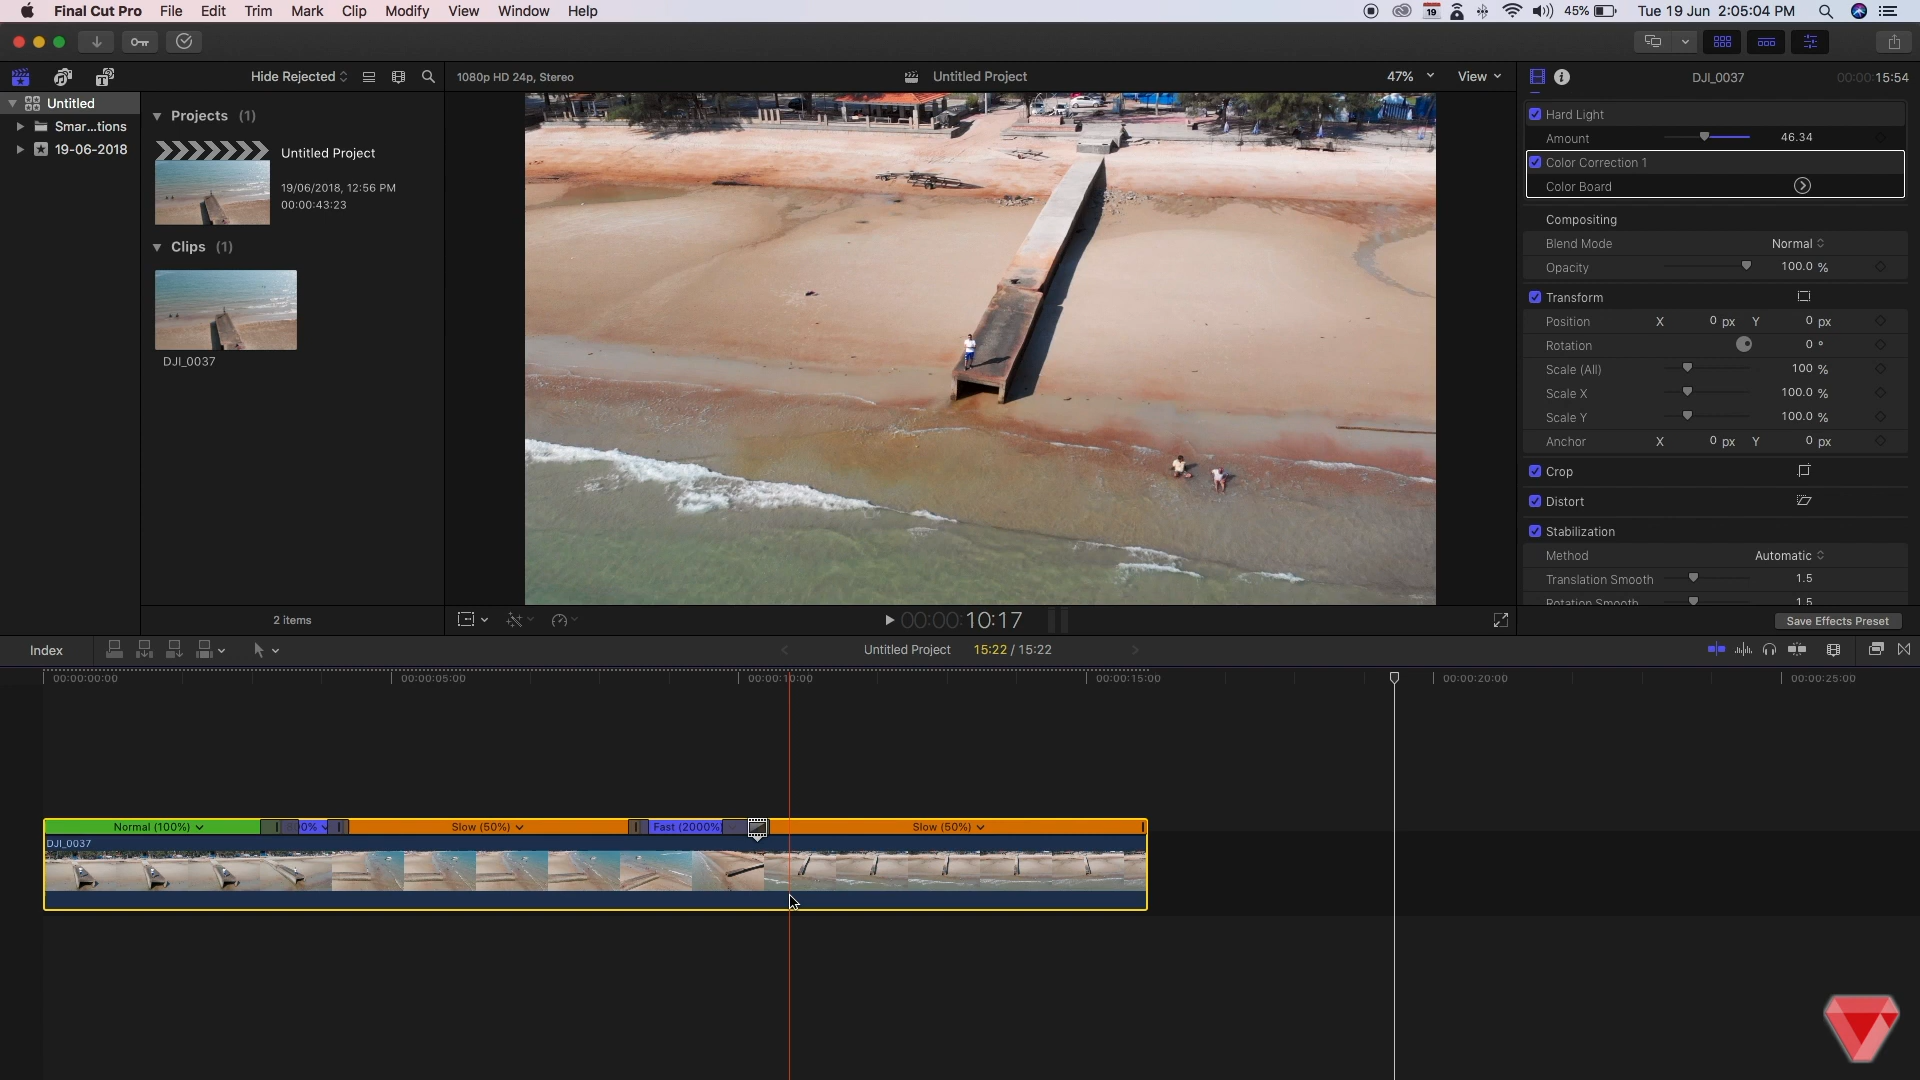 Final Cut Pro File Edit Trim Mark Clip Modify View Window Help
19 45% Tue 19 Jun 2:05:04 PM
Hide Rejected
1080p HD 24p, Stereo
Untitled Project
47%
View
DJI_0037
00:00:15:54
Untitled
Smar...tions
19-06-2018
Projects (1)
Untitled Project
19/06/2018, 12:56 PM
00:00:43:23
Clips (1)
DJI_0037
2 items
Hard Light
Amount 46.34
Color Correction 1
Color Board
Compositing
Blend Mode Normal
Opacity 100.0 %
Transform
Position X 0 px Y 0 px
Rotation 0 °
Scale (All) 100 %
Scale X 100.0 %
Scale Y 100.0 %
Anchor X 0 px Y 0 px
Crop
Distort
Stabilization
Method Automatic
Translation Smooth 1.5
Rotation Smooth 1.5
Save Effects Preset
00:00:10:17
Index
Untitled Project 15:22 / 15:22
00:00:00:00 00:00:05:00 00:00:10:00 00:00:15:00 00:00:20:00 00:00:25:00
Normal (100%) Slow (50%) Fast (2000%) Slow (50%)
DJI_0037